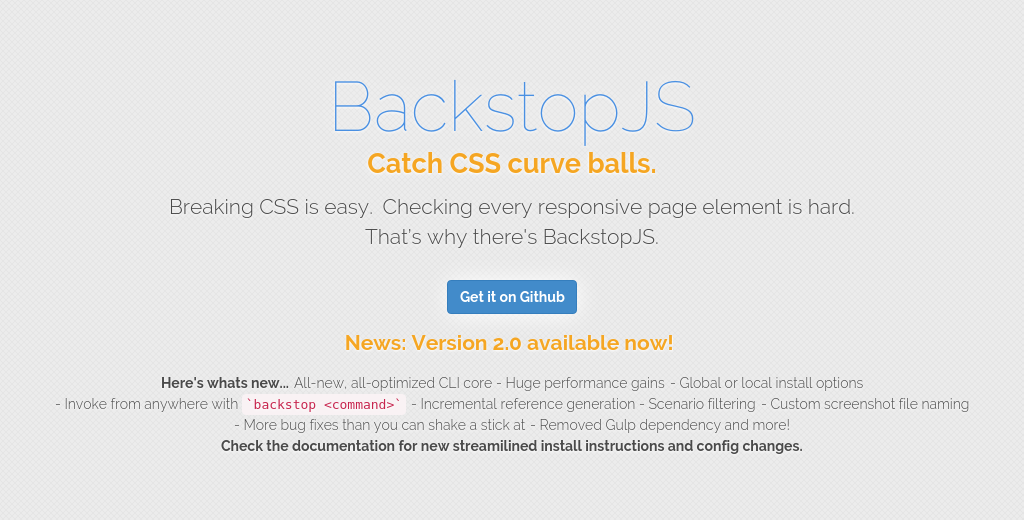 BackstopJS
Catch CSS curve balls.
Breaking CSS is easy. Checking every responsive page element is hard.
That's why there's BackstopJS.
Get it on Github
News: Version 2.0 available now!
Here's whats new... All-new, all-optimized CLI core - Huge performance gains - Global or local install options
- Invoke from anywhere with `backstop <command>` - Incremental reference generation - Scenario filtering - Custom screenshot file naming
- More bug fixes than you can shake a stick at - Removed Gulp dependency and more!
Check the documentation for new streamilined install instructions and config changes.